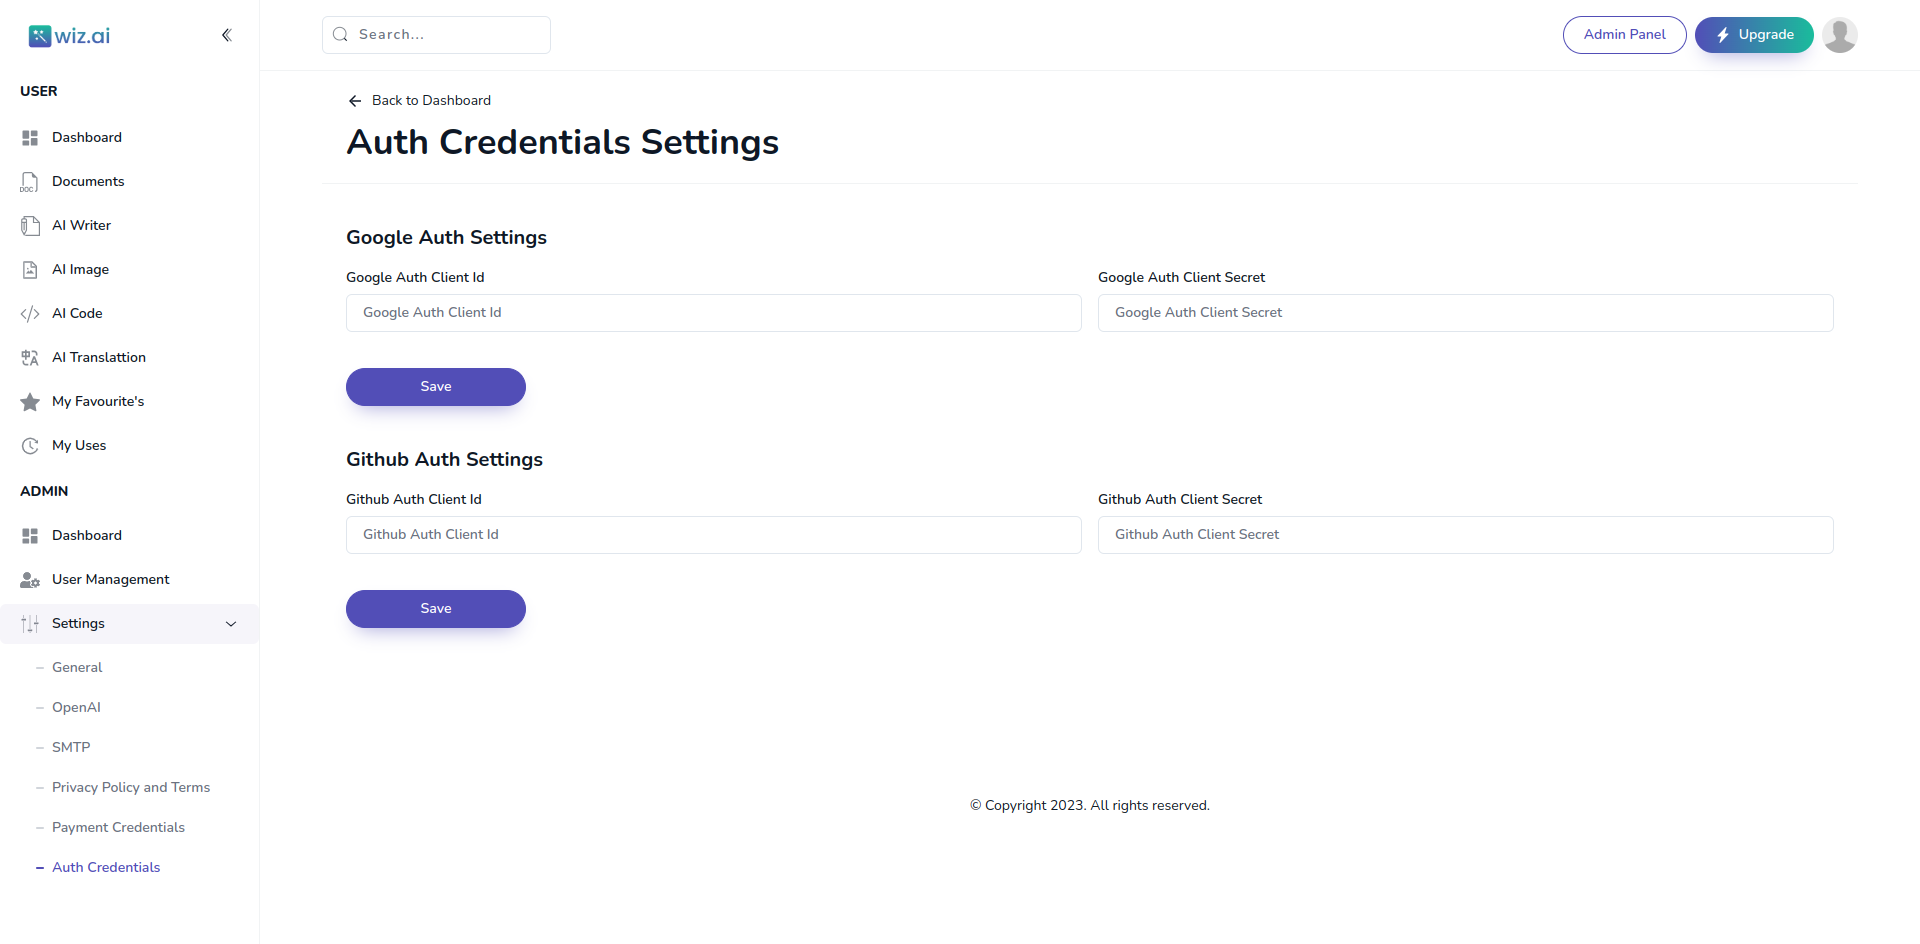 wiz.ai
Search...
Admin Panel
Upgrade
USER
Dashboard
DOC
Documents
AI Writer
AI Image
AI Code
AI Translattion
My Favourite's
My Uses
ADMIN
Dashboard
User Management
Settings
General
OpenAI
SMTP
Privacy Policy and Terms
Payment Credentials
Auth Credentials
Back to Dashboard
Auth Credentials Settings
Google Auth Settings
Google Auth Client Id
Google Auth Client Secret
Google Auth Client Id
Google Auth Client Secret
Save
Github Auth Settings
Github Auth Client Id
Github Auth Client Secret
Github Auth Client Id
Github Auth Client Secret
Save
© Copyright 2023. All rights reserved.